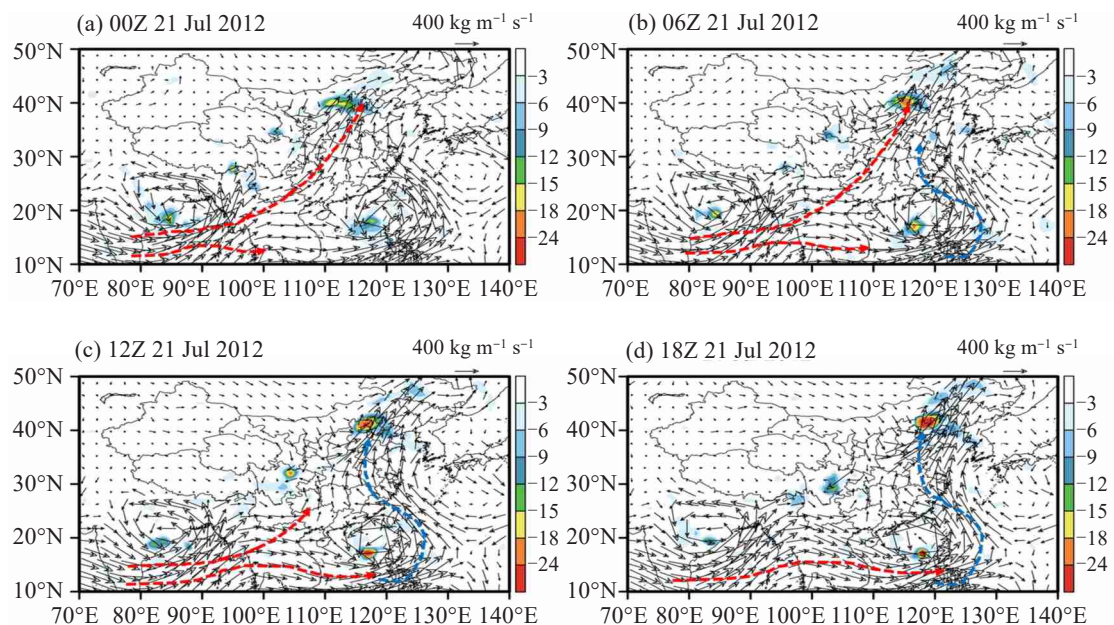 (a) 00Z 21 Jul 2012 400 kg m⁻¹ s⁻¹
50°N
40°N
30°N
20°N
10°N
70°E 80°E 90°E 100°E 110°E 120°E 130°E 140°E
−3
−6
−9
−12
−15
−18
−24
(b) 06Z 21 Jul 2012 400 kg m⁻¹ s⁻¹
50°N
40°N
30°N
20°N
10°N
70°E 80°E 90°E 100°E 110°E 120°E 130°E 140°E
−3
−6
−9
−12
−15
−18
−24
(c) 12Z 21 Jul 2012 400 kg m⁻¹ s⁻¹
50°N
40°N
30°N
20°N
10°N
70°E 80°E 90°E 100°E 110°E 120°E 130°E 140°E
−3
−6
−9
−12
−15
−18
−24
(d) 18Z 21 Jul 2012 400 kg m⁻¹ s⁻¹
50°N
40°N
30°N
20°N
10°N
70°E 80°E 90°E 100°E 110°E 120°E 130°E 140°E
−3
−6
−9
−12
−15
−18
−24